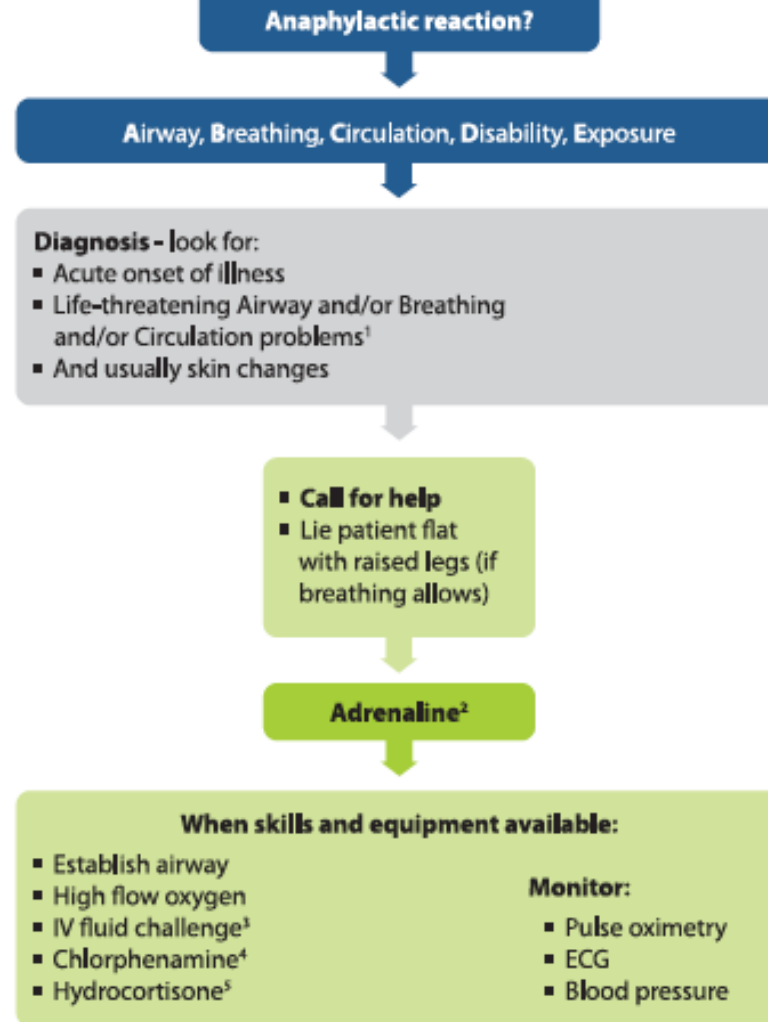 Anaphylactic reaction?
Airway, Breathing, Circulation, Disability, Exposure
Diagnosis - look for:
▪ Acute onset of illness
▪ Life-threatening Airway and/or Breathing
and/or Circulation problems¹
▪ And usually skin changes
▪ Call for help
▪ Lie patient flat
with raised legs (if
breathing allows)
Adrenaline²
When skills and equipment available:
▪ Establish airway
▪ High flow oxygen
▪ IV fluid challenge³
▪ Chlorphenamine⁴
▪ Hydrocortisone⁵
Monitor:
▪ Pulse oximetry
▪ ECG
▪ Blood pressure